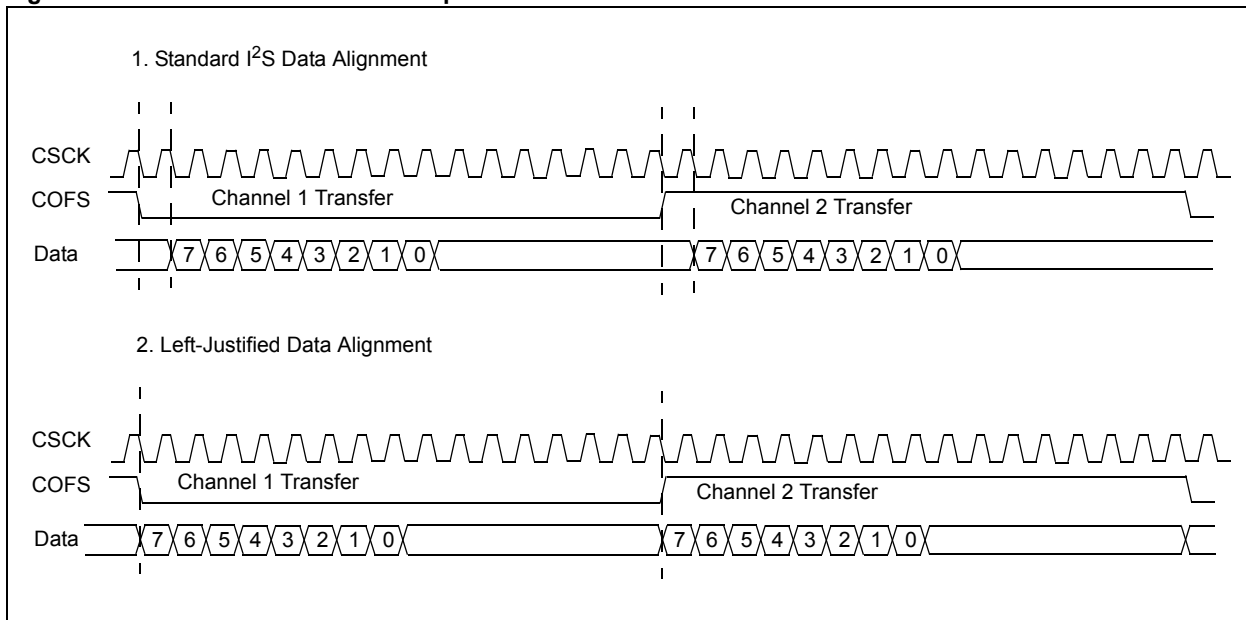 1. Standard I²S Data Alignment
CSCK
COFS
Channel 1 Transfer
Channel 2 Transfer
Data
7 6 5 4 3 2 1 0
7 6 5 4 3 2 1 0
2. Left-Justified Data Alignment
CSCK
COFS
Channel 1 Transfer
Channel 2 Transfer
Data
7 6 5 4 3 2 1 0
7 6 5 4 3 2 1 0